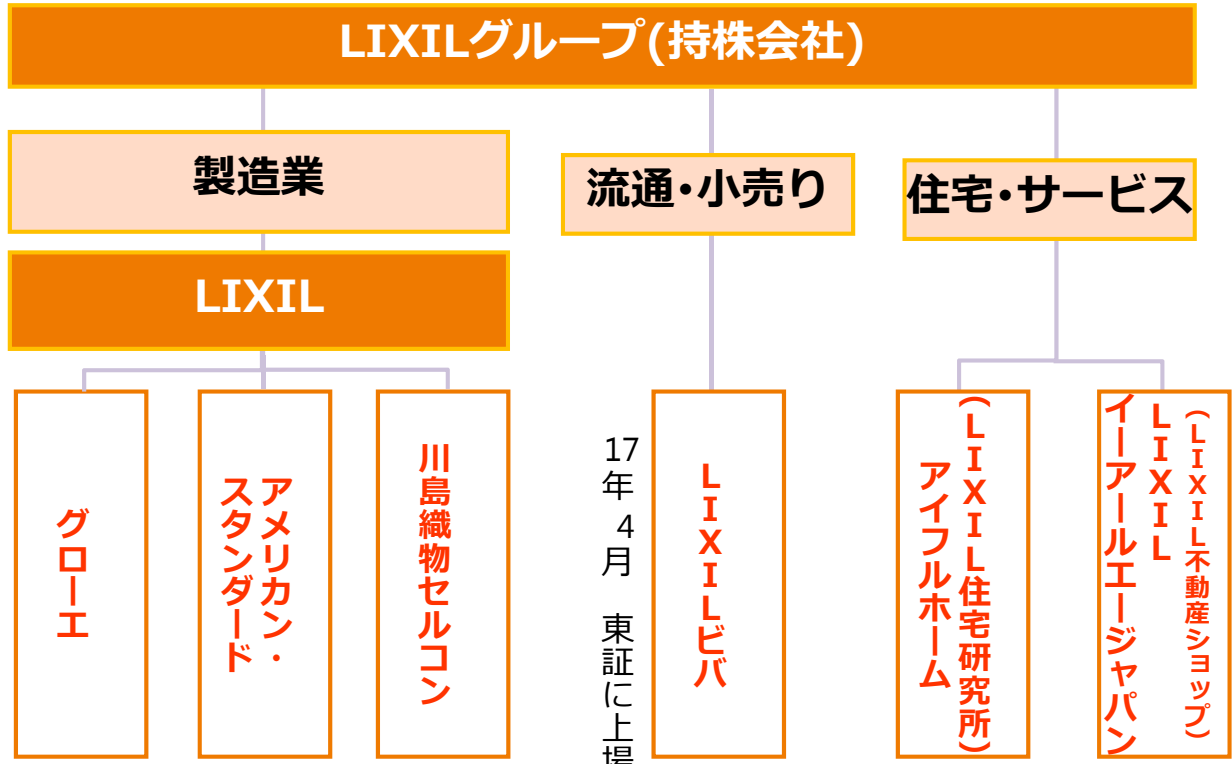 LIXILグループ(持株会社)
製造業
流通・小売り
住宅・サービス
LIXIL
グローエ
アメリカン・
スタンダード
川島織物セルコン
17年 4月 東証に上場
LIXILビバ
(LIXIL住宅研究所)
アイフルホーム
(LIXIL不動産ショップ)
LIXIL
イーアールエージャパン